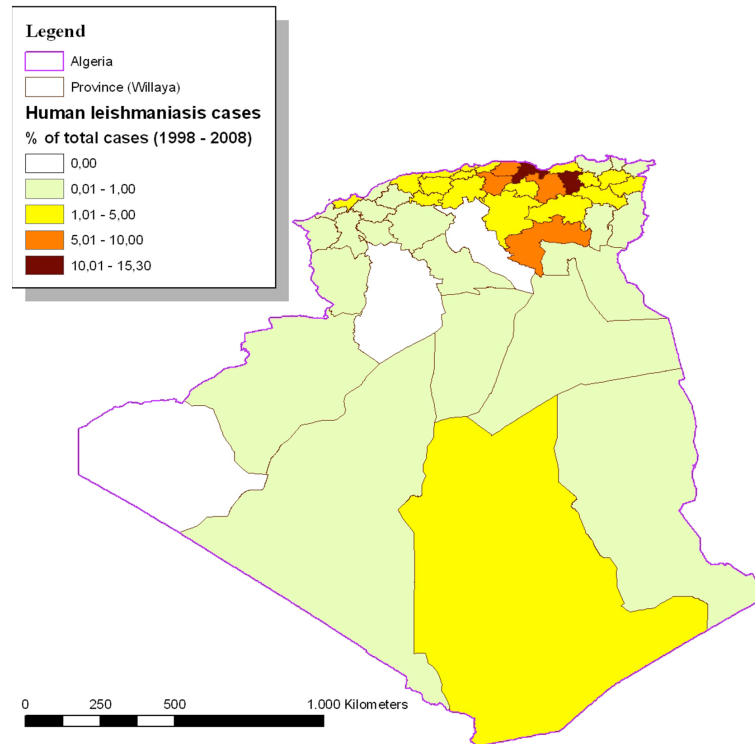 Legend
Algeria
Province (Willaya)
Human leishmaniasis cases
% of total cases (1998 - 2008)
0,00
0,01 - 1,00
1,01 - 5,00
5,01 - 10,00
10,01 - 15,30
0 250 500 1.000 Kilometers